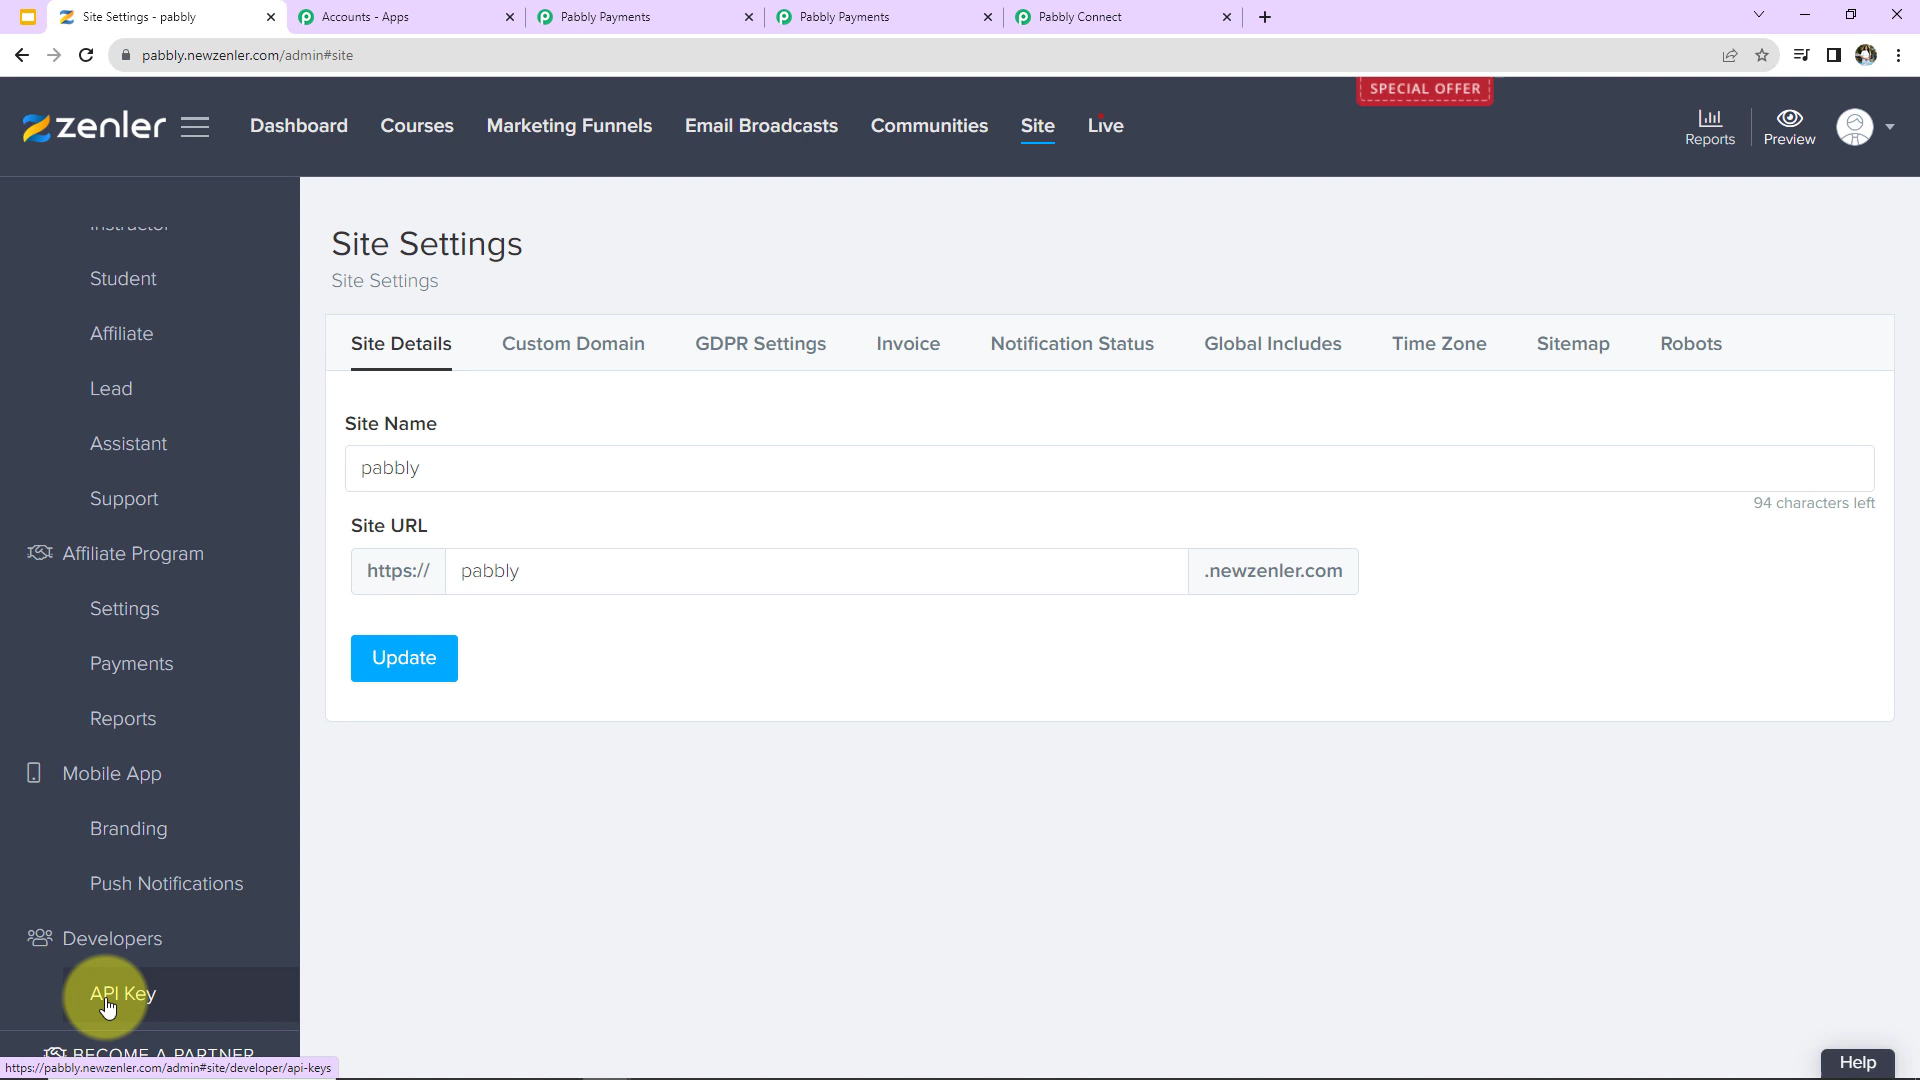 Site Settings - pabbly
Accounts - Apps
Pabbly Payments
Pabbly Payments
Pabbly Connect
pabbly.newzenler.com/admin#site
SPECIAL OFFER
zenler
Dashboard
Courses
Marketing Funnels
Email Broadcasts
Communities
Site
Live
Reports
Preview
Instructor
Student
Affiliate
Lead
Assistant
Support
Affiliate Program
Settings
Payments
Reports
Mobile App
Branding
Push Notifications
Developers
API Key
BECOME A PARTNER
https://pabbly.newzenler.com/admin#site/developer/api-keys
Site Settings
Site Settings
Site Details
Custom Domain
GDPR Settings
Invoice
Notification Status
Global Includes
Time Zone
Sitemap
Robots
Site Name
pabbly
94 characters left
Site URL
https://
pabbly
.newzenler.com
Update
Help